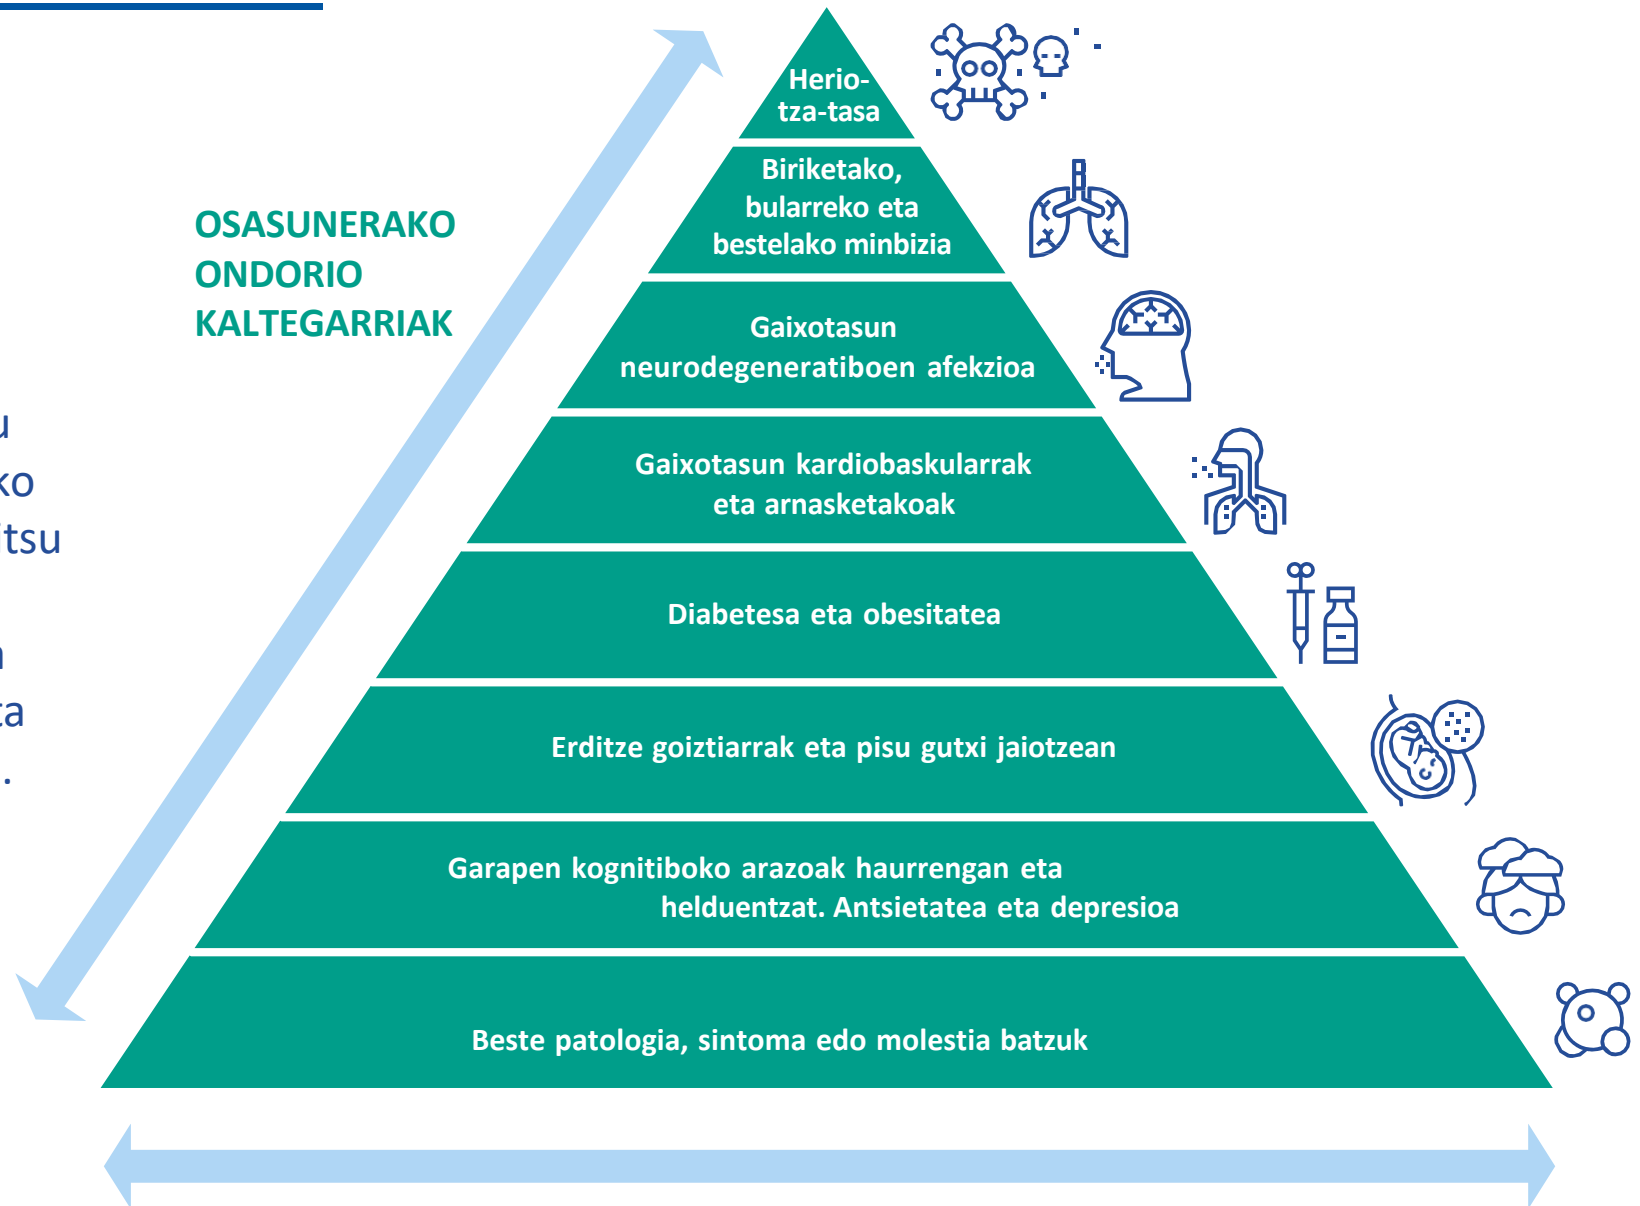 OSASUNERAKO
ONDORIO
KALTEGARRIAK
itsu
.
Herio-
tza-tasa
Biriketako,
bularreko eta
bestelako minbizia
Gaixotasun
neurodegeneratiboen afekzioa
Gaixotasun kardiobaskularrak
eta arnasketakoak
Diabetesa eta obesitatea
Erditze goiztiarrak eta pisu gutxi jaiotzean
Garapen kognitiboko arazoak haurrengan eta
helduentzat. Antsietatea eta depresioa
Beste patologia, sintoma edo molestia batzuk